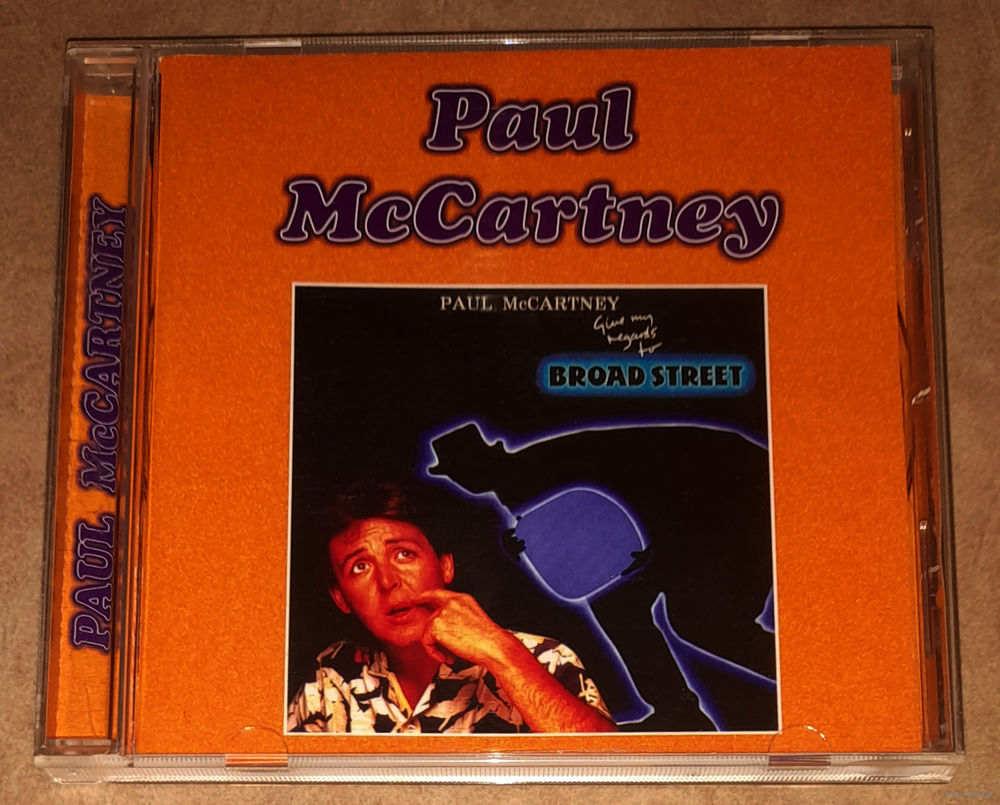 Paul
McCartney
PAUL McCARTNEY
PAUL McCARTNEY
Give my
regards
to
BROAD STREET